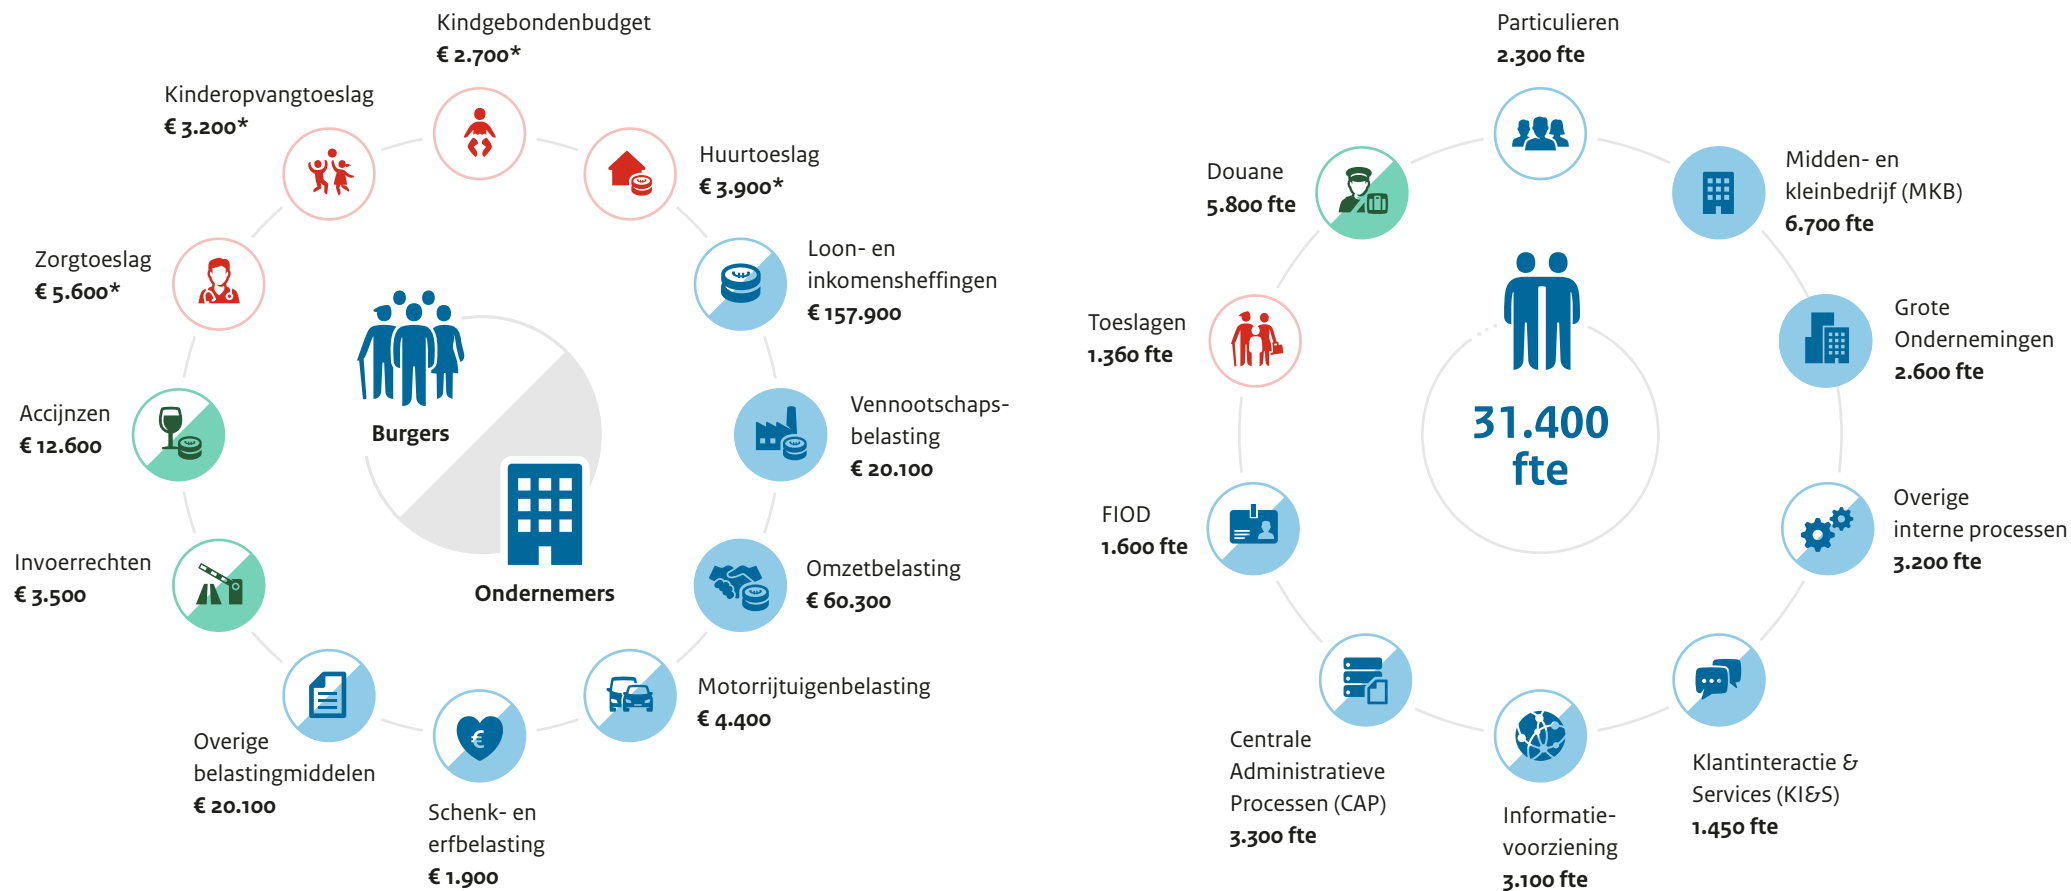 Kindgebondenbudget
€ 2.700*
Kinderopvangtoeslag
€ 3.200*
Huurtoeslag
€ 3.900*
Zorgtoeslag
€ 5.600*
Loon- en
inkomensheffingen
€ 157.900
Accijnzen
€ 12.600
Burgers
Vennootschaps-
belasting
€ 20.100
Invoerrechten
€ 3.500
Ondernemers
Omzetbelasting
€ 60.300
Overige
belastingmiddelen
€ 20.100
€
Schenk- en
erfbelasting
€ 1.900
Motorrijtuigenbelasting
€ 4.400
Particulieren
2.300 fte
Douane
5.800 fte
Midden- en
kleinbedrijf (MKB)
6.700 fte
Toeslagen
1.360 fte
Grote
Ondernemingen
2.600 fte
31.400
fte
FIOD
1.600 fte
Overige
interne processen
3.200 fte
Centrale
Administratieve
Processen (CAP)
3.300 fte
Informatie-
voorziening
3.100 fte
Klantinteractie &
Services (KI&S)
1.450 fte